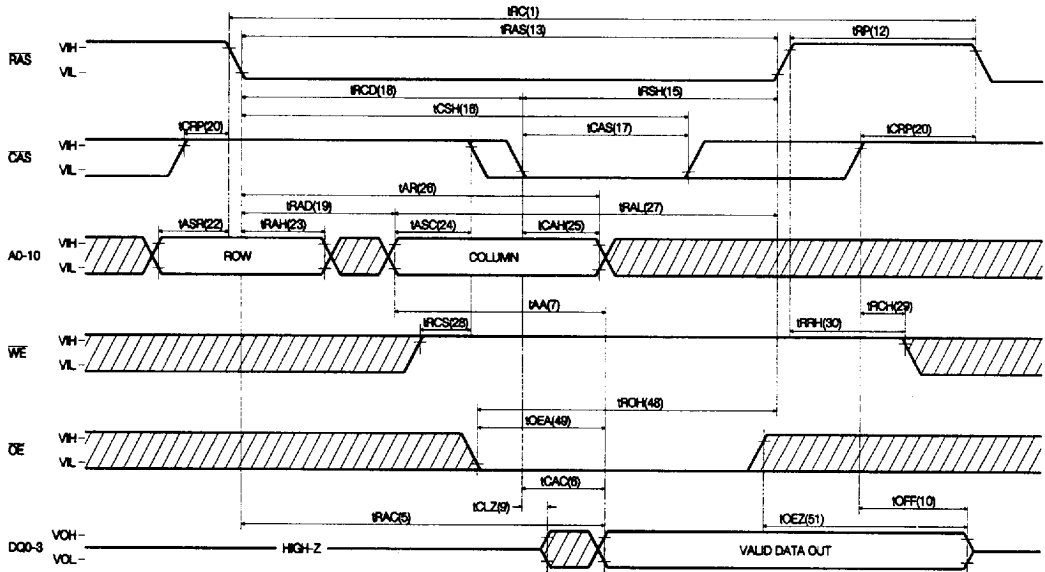 tRC(1)
tRAS(13)
tRP(12)
RAS
VIH
VIL
tRCD(18)
tRSH(15)
tCSH(16)
tCRP(20)
tCAS(17)
tCRP(20)
CAS
VIH
VIL
tAR(26)
tRAD(19)
tRAL(27)
tASR(22)
tRAH(23)
tASC(24)
tCAH(25)
A0-10
VIH
VIL
ROW
COLUMN
tAA(7)
tRCS(28)
tRCH(29)
tRRH(30)
WE
VIH
VIL
tROH(48)
tOEA(49)
OE
VIH
VIL
tCAC(6)
tCLZ(9)
tOFF(10)
tRAC(5)
tOEZ(51)
DQ0-3
VOH
VOL
HIGH-Z
VALID DATA OUT